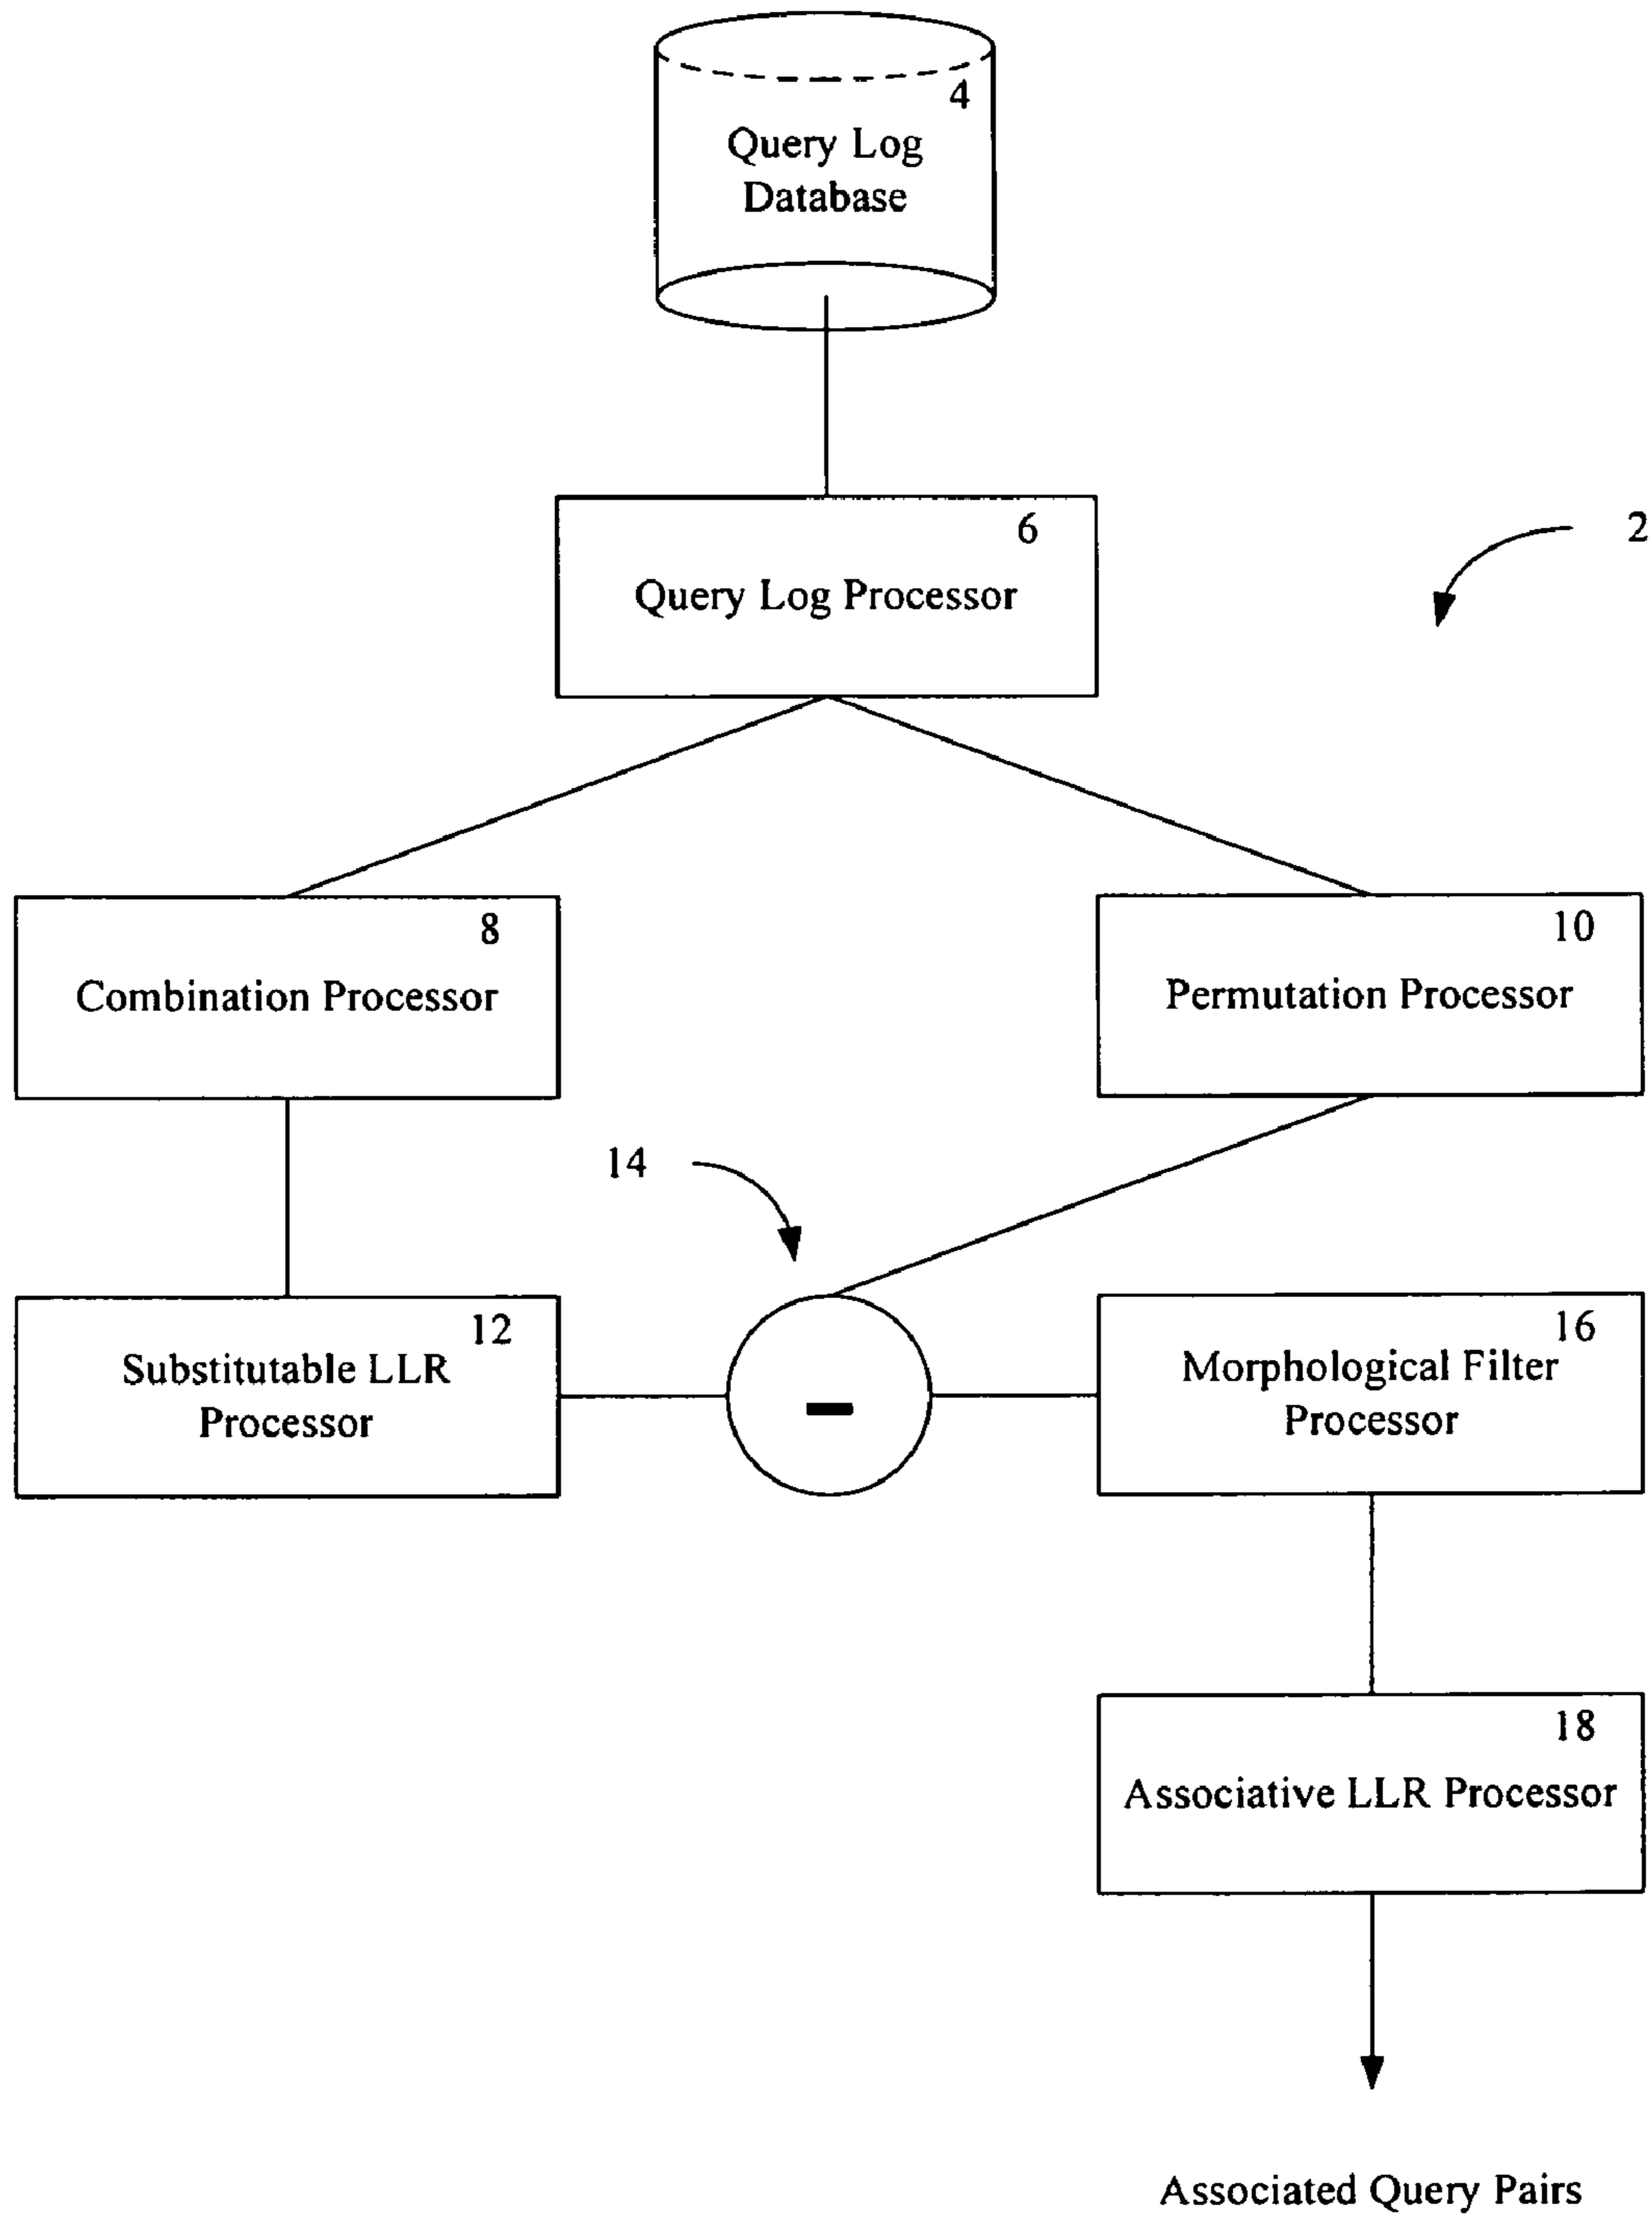 4
Query Log
Database
6
Query Log Processor
2
8
Combination Processor
10
Permutation Processor
14
12
Substitutable LLR
Processor
-
16
Morphological Filter
Processor
18
Associative LLR Processor
Associated Query Pairs